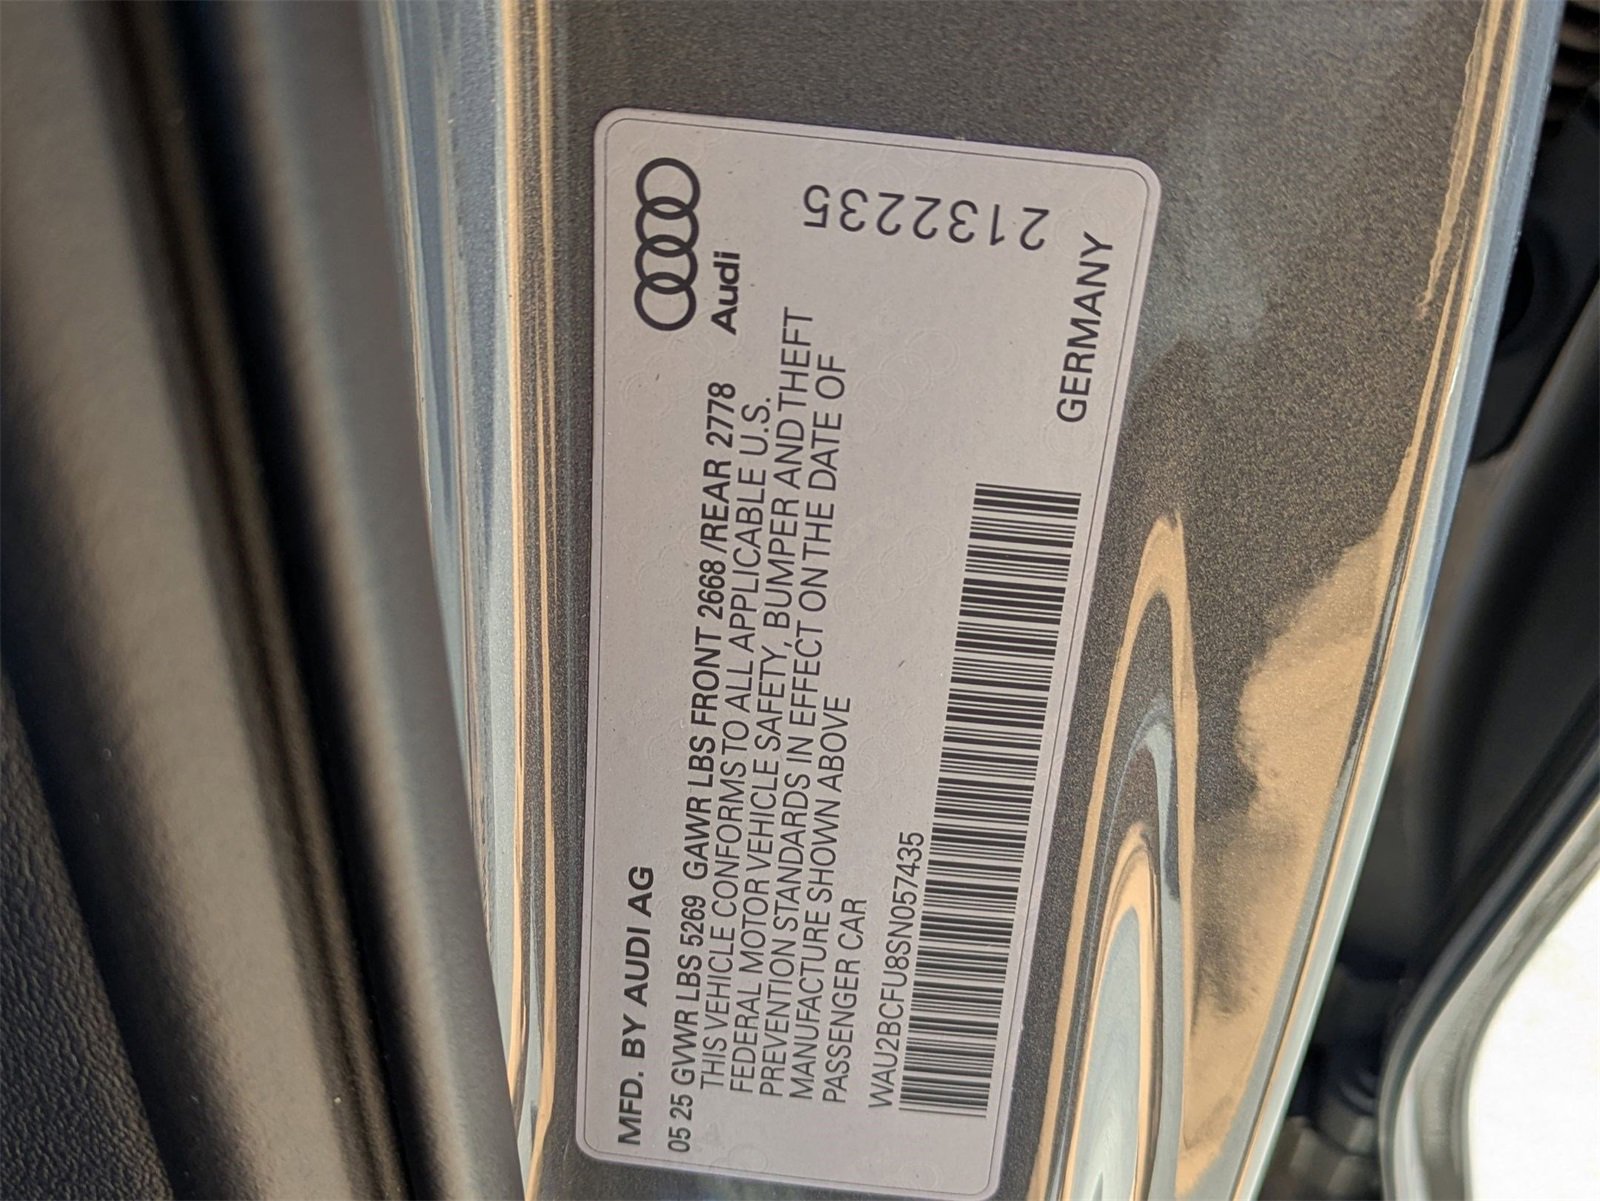 Audi
MFD. BY AUDI AG
05 25 GVWR LBS 5269 GAWR LBS FRONT 2668/REAR 2778
THIS VEHICLE CONFORMS TO ALL APPLICABLE U.S.
FEDERAL MOTOR VEHICLE SAFETY, BUMPER AND THEFT
PREVENTION STANDARDS IN EFFECT ON THE DATE OF
MANUFACTURE SHOWN ABOVE
PASSENGER CAR
WAU2BCFU8SN057435
GERMANY
2132235